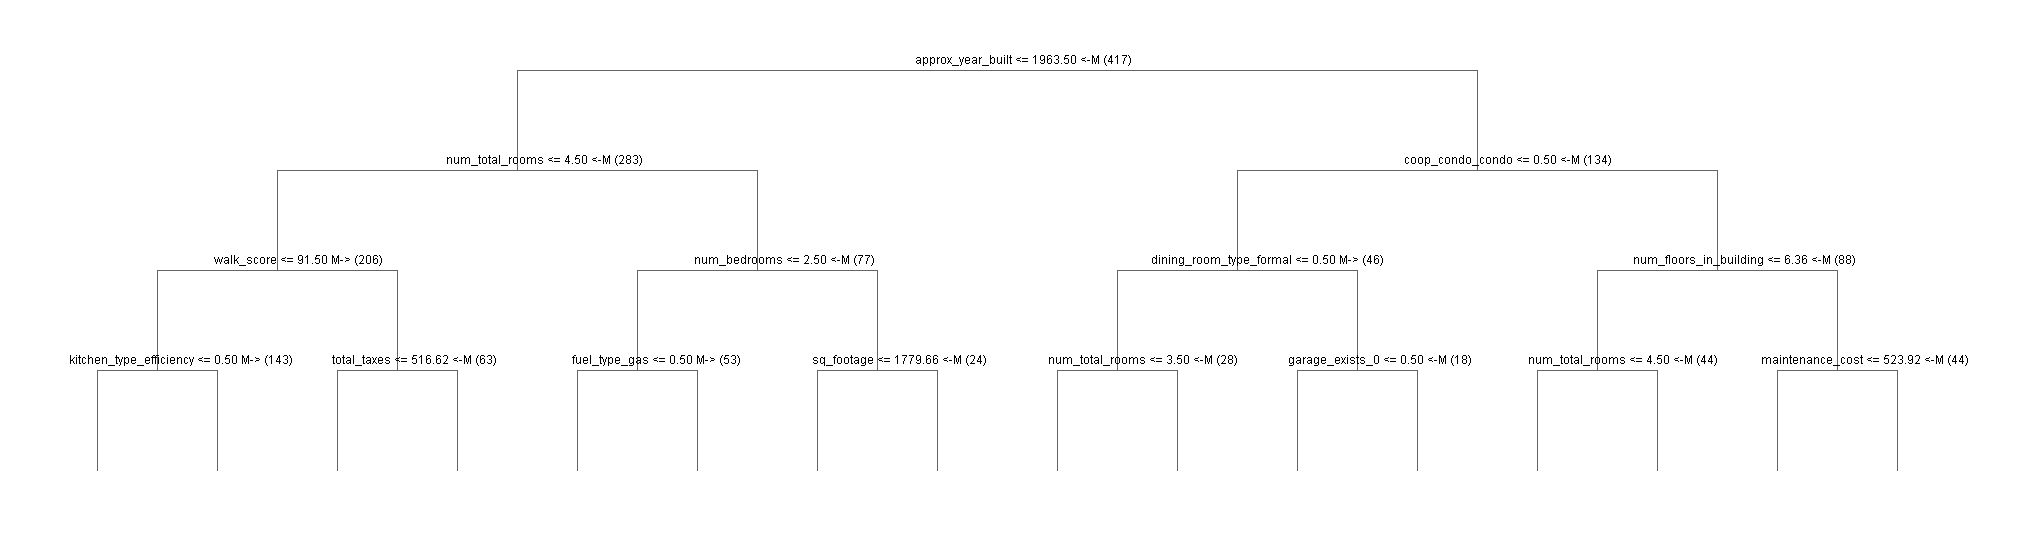 approx_year_built <= 1963.50 <-M (417)
num_total_rooms <= 4.50 <-M (283)
coop_condo_condo <= 0.50 <-M (134)
walk_score <= 91.50 M-> (206)
num_bedrooms <= 2.50 <-M (77)
dining_room_type_formal <= 0.50 M-> (46)
num_floors_in_building <= 6.36 <-M (88)
kitchen_type_efficiency <= 0.50 M-> (143)
total_taxes <= 516.62 <-M (63)
fuel_type_gas <= 0.50 M-> (53)
sq_footage <= 1779.66 <-M (24)
num_total_rooms <= 3.50 <-M (28)
garage_exists_0 <= 0.50 <-M (18)
num_total_rooms <= 4.50 <-M (44)
maintenance_cost <= 523.92 <-M (44)